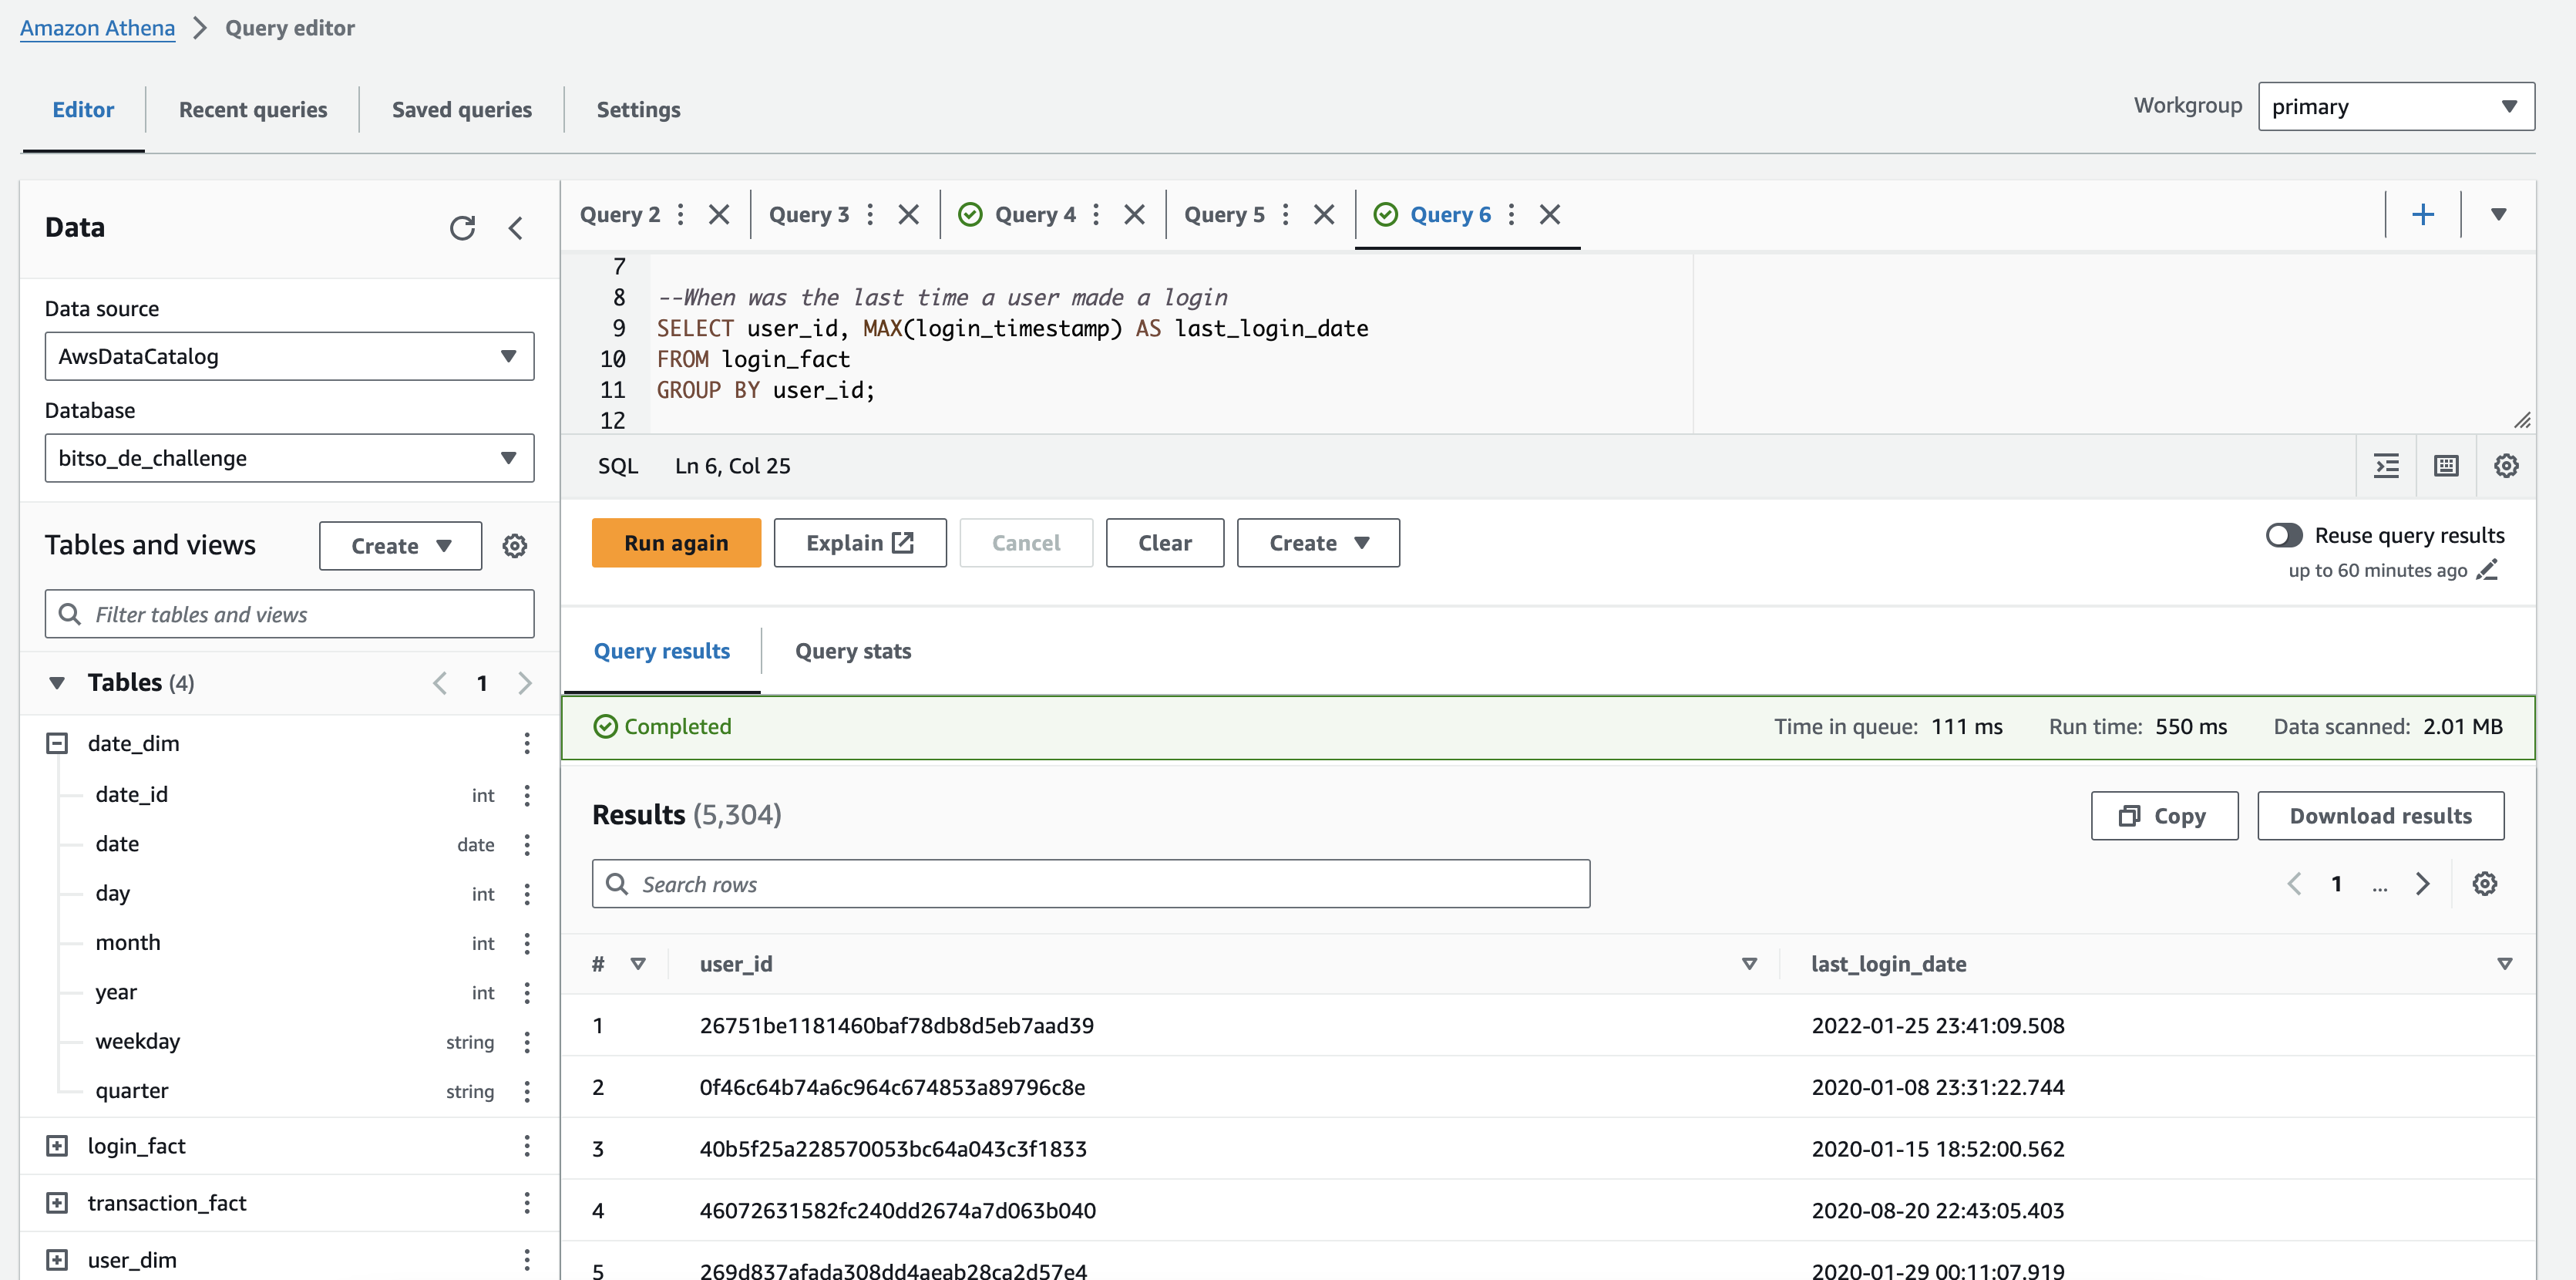 Amazon Athena > Query editor
Editor Recent queries Saved queries Settings
Workgroup primary
Data
Data source
AwsDataCatalog
Database
bitso_de_challenge
Tables and views Create
Filter tables and views
Tables (4) 1
date_dim
date_id int
date date
day int
month int
year int
weekday string
quarter string
login_fact
transaction_fact
user_dim
Query 2 Query 3 Query 4 Query 5 Query 6
7
8 --When was the last time a user made a login
9 SELECT user_id, MAX(login_timestamp) AS last_login_date
10 FROM login_fact
11 GROUP BY user_id;
12
SQL Ln 6, Col 25
Run again Explain Cancel Clear Create
Reuse query results
up to 60 minutes ago
Query results Query stats
Completed Time in queue: 111 ms Run time: 550 ms Data scanned: 2.01 MB
Results (5,304) Copy Download results
Search rows 1 ...
# user_id last_login_date
1 26751be1181460baf78db8d5eb7aad39 2022-01-25 23:41:09.508
2 0f46c64b74a6c964c674853a89796c8e 2020-01-08 23:31:22.744
3 40b5f25a228570053bc64a043c3f1833 2020-01-15 18:52:00.562
4 46072631582fc240dd2674a7d063b040 2020-08-20 22:43:05.403
5 269d837afada308dd4aeab28ca2d57e4 2020-01-29 00:11:07.919